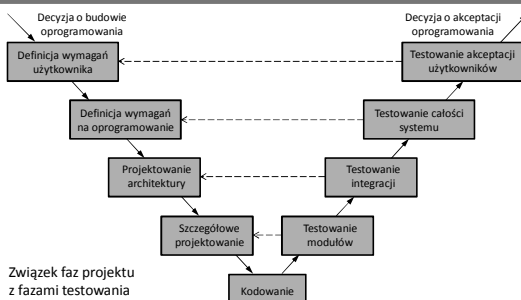 Decyzja o budowie
oprogramowania
Decyzja o akceptacji
oprogramowania
Definicja wymagań
użytkownika
Testowanie akceptacji
użytkowników
Definicja wymagań
na oprogramowanie
Testowanie całości
systemu
Projektowanie
architektury
Testowanie
integracji
Szczegółowe
projektowanie
Testowanie
modułów
Związek faz projektu
z fazami testowania
Kodowanie